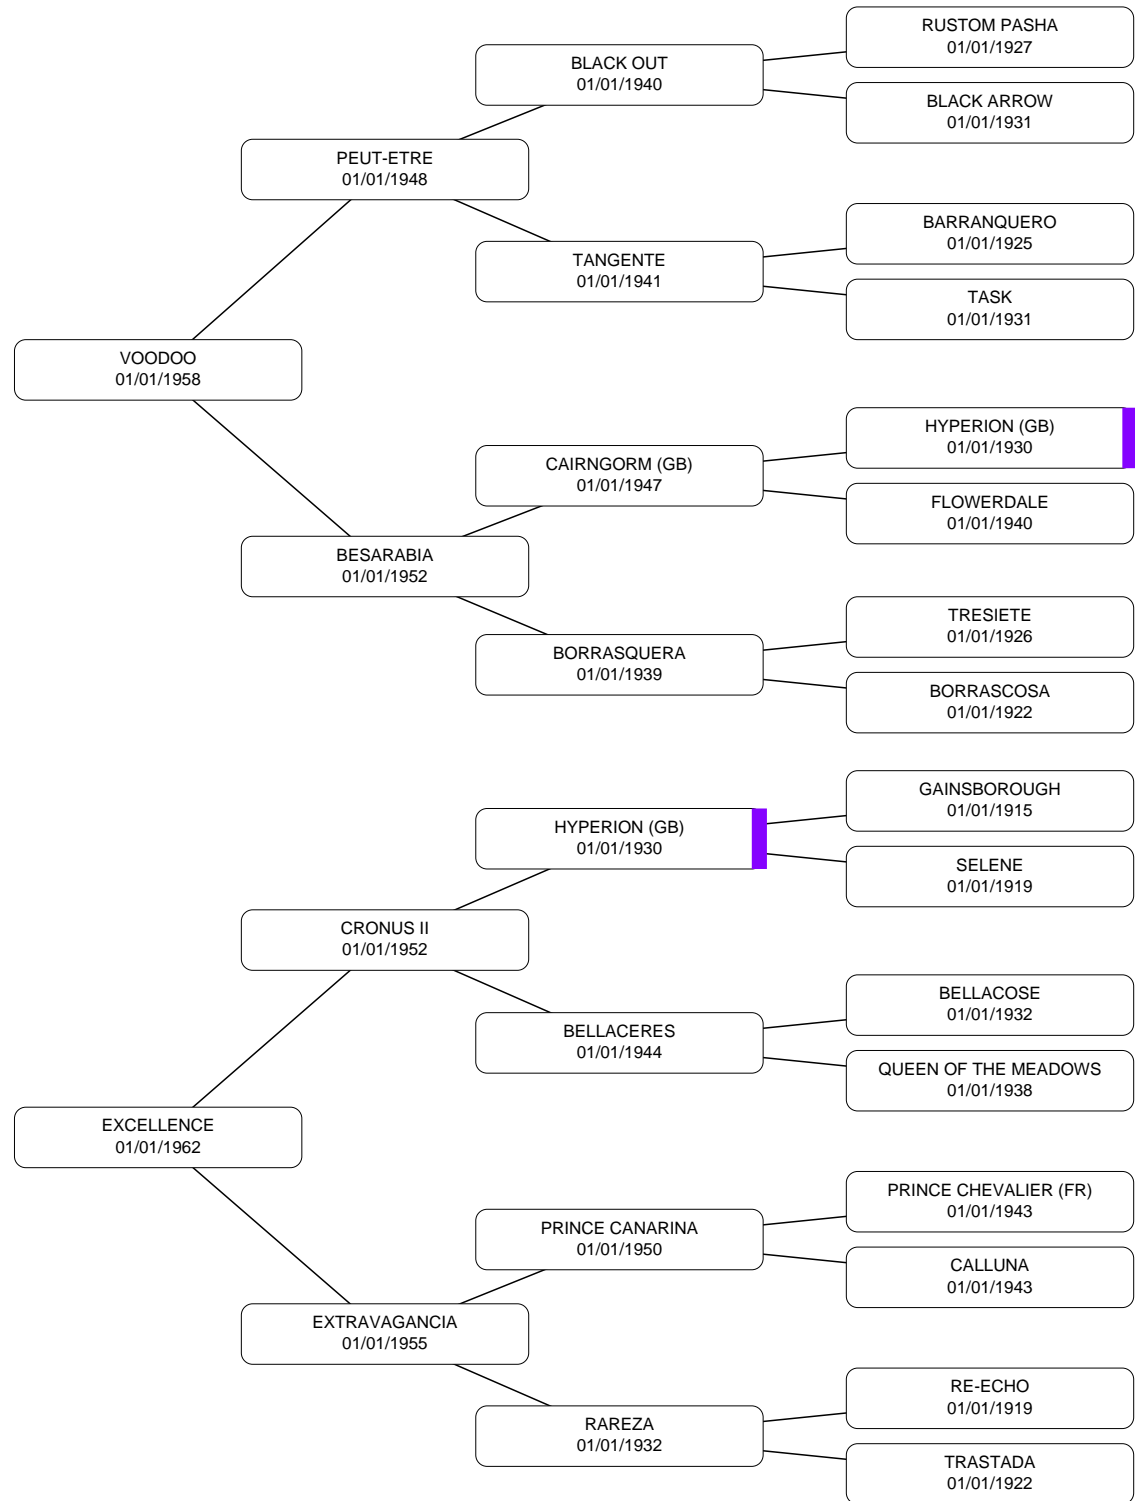 RUSTOM PASHA
01/01/1927
BLACK OUT
01/01/1940
BLACK ARROW
01/01/1931
PEUT-ETRE
01/01/1948
BARRANQUERO
01/01/1925
TANGENTE
01/01/1941
TASK
01/01/1931
VOODOO
01/01/1958
HYPERION (GB)
01/01/1930
CAIRNGORM (GB)
01/01/1947
FLOWERDALE
01/01/1940
BESARABIA
01/01/1952
TRESIETE
01/01/1926
BORRASQUERA
01/01/1939
BORRASCOSA
01/01/1922
GAINSBOROUGH
01/01/1915
HYPERION (GB)
01/01/1930
SELENE
01/01/1919
CRONUS II
01/01/1952
BELLACOSE
01/01/1932
BELLACERES
01/01/1944
QUEEN OF THE MEADOWS
01/01/1938
EXCELLENCE
01/01/1962
PRINCE CHEVALIER (FR)
01/01/1943
PRINCE CANARINA
01/01/1950
CALLUNA
01/01/1943
EXTRAVAGANCIA
01/01/1955
RE-ECHO
01/01/1919
RAREZA
01/01/1932
TRASTADA
01/01/1922